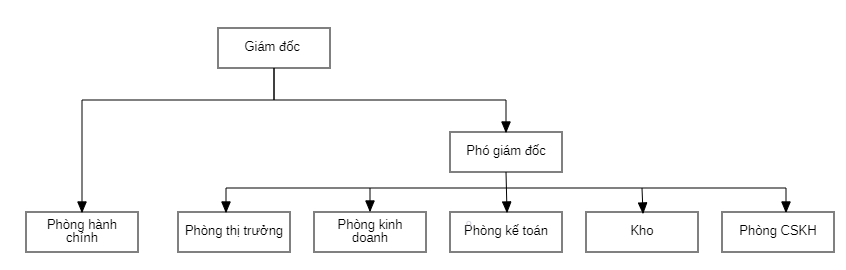 Giám đốc
Phó giám đốc
Phòng hành
chính
Phòng thị trưởng
Phòng kinh
doanh
Phòng kế toán
Kho
Phòng CSKH